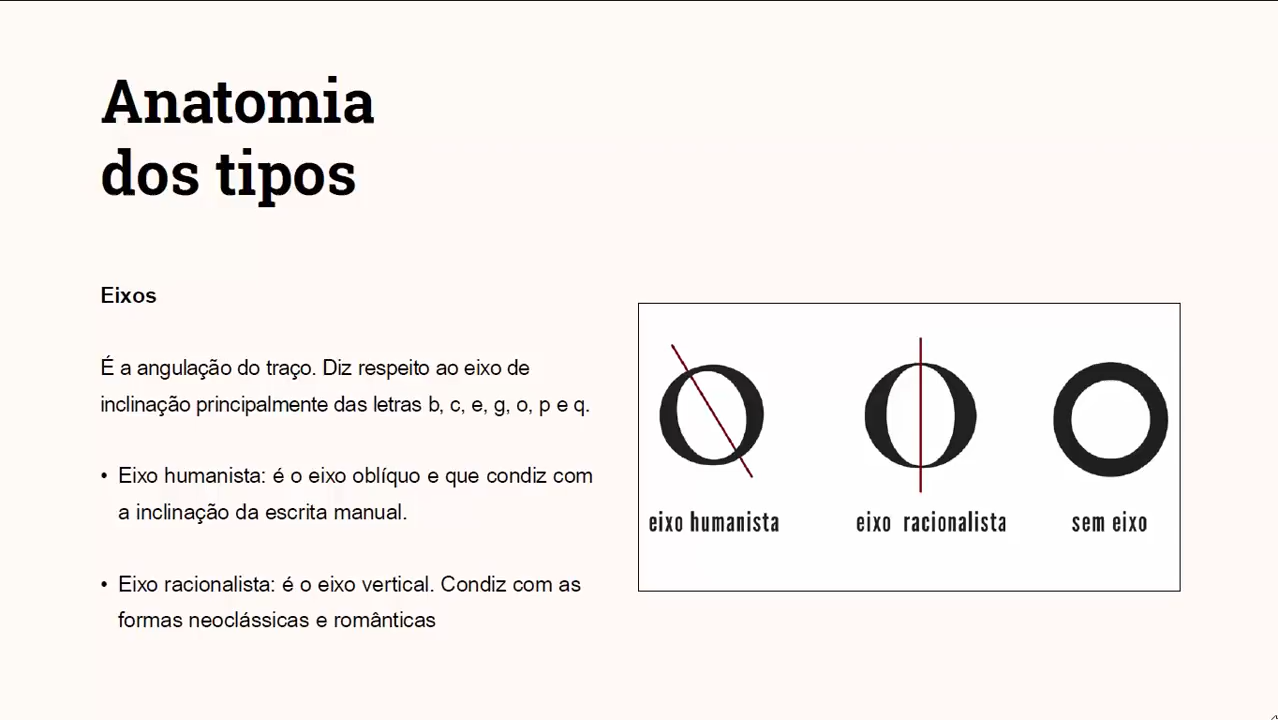 Anatomia
dos tipos
Eixos
É a angulação do traço. Diz respeito ao eixo de
inclinação principalmente das letras b, c, e, g, o, p e q.
• Eixo humanista: é o eixo oblíquo e que condiz com
a inclinação da escrita manual.
• Eixo racionalista: é o eixo vertical. Condiz com as
formas neoclássicas e românticas
O O O
eixo humanista eixo racionalista sem eixo